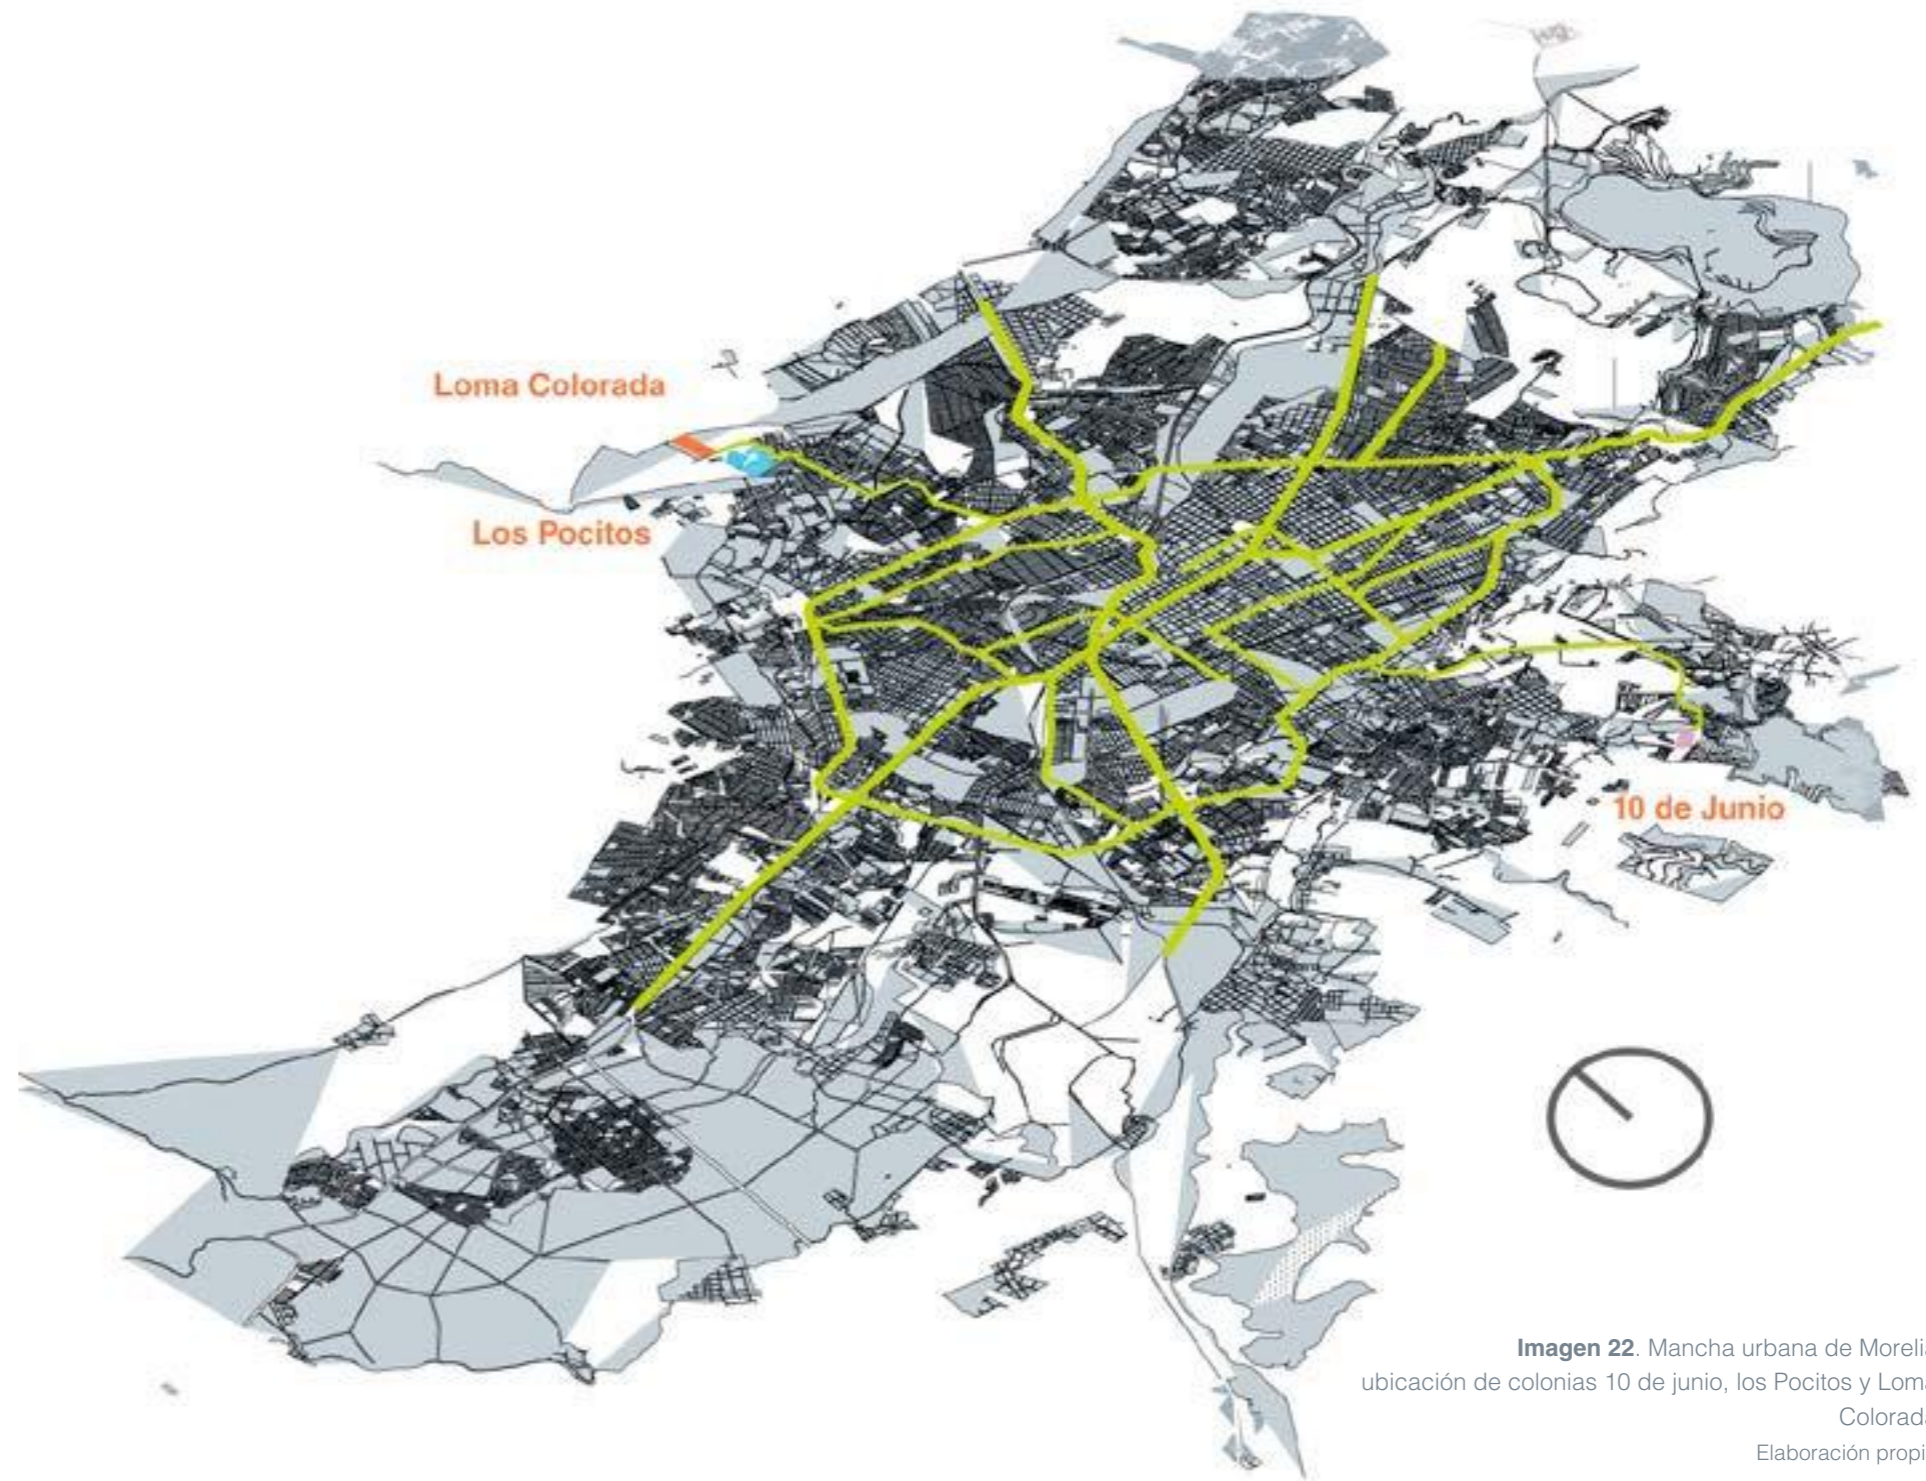 Loma Colorada
Los Pocitos
10 de Junio
Imagen 22. Mancha urbana de Moreli
ubicación de colonias 10 de junio, los Pocitos y Lom
Colorad
Elaboración propi